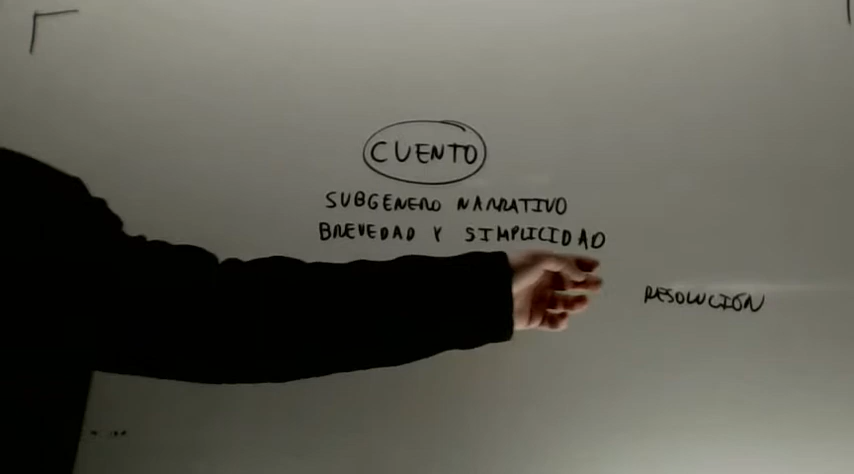 CUENTO
SUBGENERO NARRATIVO
BREVEDAD Y SIMPLICIDAD
RESOLUCIÓN